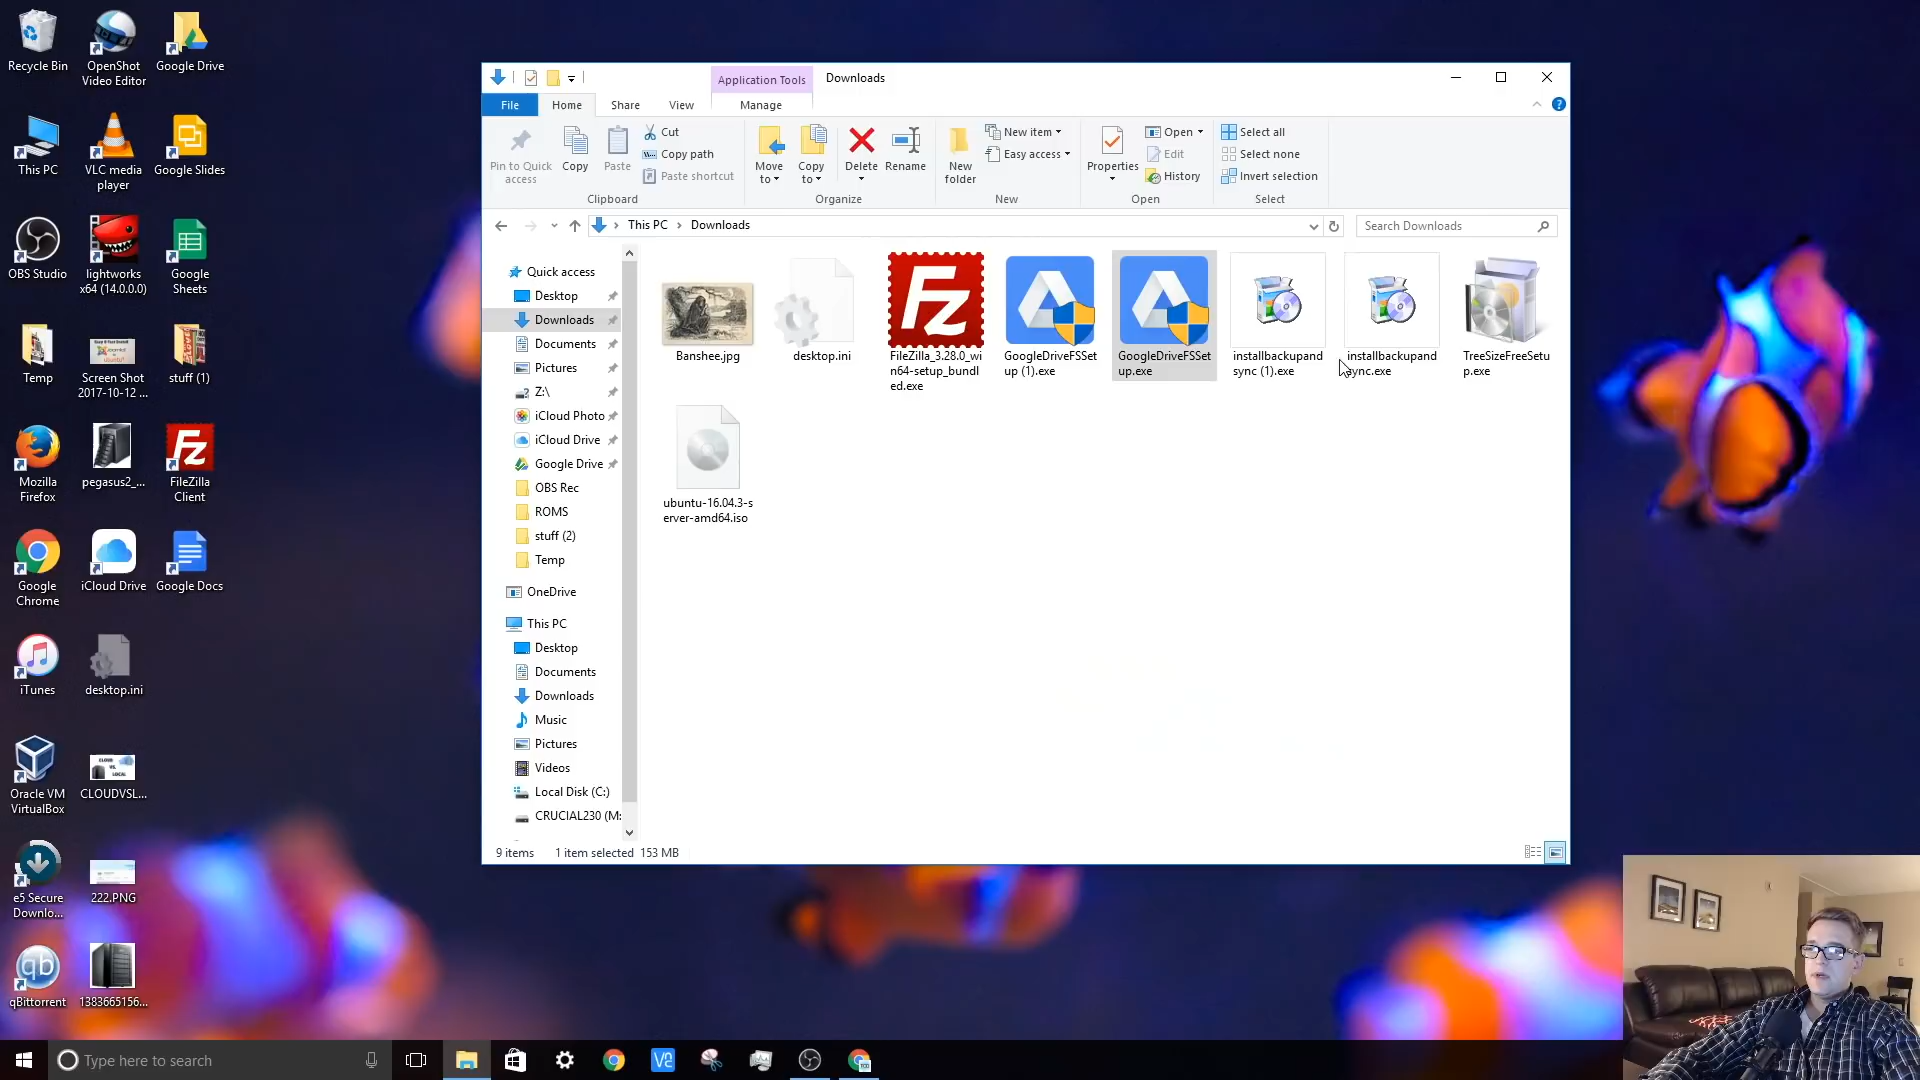 Recycle Bin
OpenShot
Video Editor
Google Drive
This PC
VLC media
player
Google Slides
OBS Studio
lightworks
x64 (14.0.0.0)
Google
Sheets
Temp
Screen Shot
2017-10-12 ...
stuff (1)
Mozilla
Firefox
pegasus2_...
FileZilla
Client
Google
Chrome
iCloud Drive
Google Docs
iTunes
desktop.ini
Oracle VM
VirtualBox
CLOUDVSL...
e5 Secure
Downlo...
222.PNG
qBittorrent
1383665156...
Application Tools
Downloads
File
Home
Share
View
Manage
Pin to Quick
access
Copy
Paste
Cut
Copy path
Paste shortcut
Clipboard
Move
to
Copy
to
Delete
Rename
Organize
New
folder
New item
Easy access
New
Properties
Open
Edit
History
Open
Select all
Select none
Invert selection
Select
This PC
Downloads
Search Downloads
Quick access
Desktop
Downloads
Documents
Pictures
Z:\
iCloud Photo
iCloud Drive
Google Drive
OBS Rec
ROMS
stuff (2)
Temp
OneDrive
This PC
Desktop
Documents
Downloads
Music
Pictures
Videos
Local Disk (C:)
CRUCIAL230 (M:
Banshee.jpg
desktop.ini
FileZilla_3.28.0_wi
n64-setup_bundl
ed.exe
GoogleDriveFSSet
up (1).exe
GoogleDriveFSSet
up.exe
installbackupand
sync (1).exe
installbackupand
sync.exe
TreeSizeFreeSetu
p.exe
ubuntu-16.04.3-s
erver-amd64.iso
9 items
1 item selected
153 MB
Type here to search